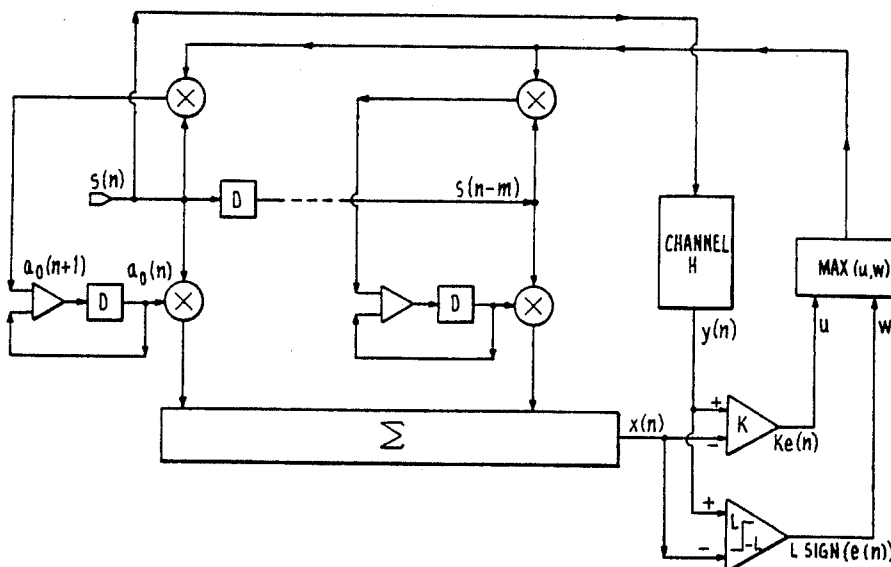 s(n)
D
s(n-m)
CHANNEL
H
MAX (u,w)
a₀(n+1)
a₀(n)
D
D
y(n)
u
w
Σ
x(n)
+
K
-
Ke(n)
+
L
-L
-
L SIGN(e(n))